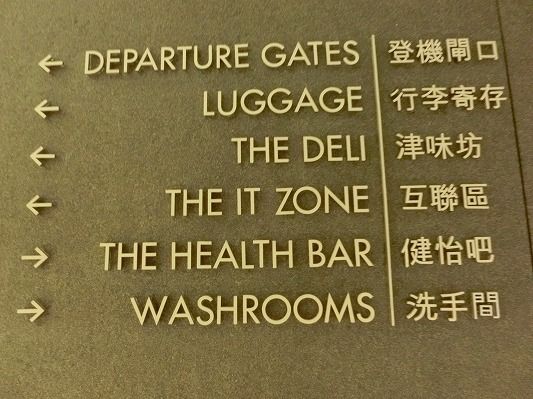 ← DEPARTURE GATES 登機閘口
← LUGGAGE 行李寄存
← THE DELI 津味坊
← THE IT ZONE 互聯區
→ THE HEALTH BAR 健怡吧
→ WASHROOMS 洗手間